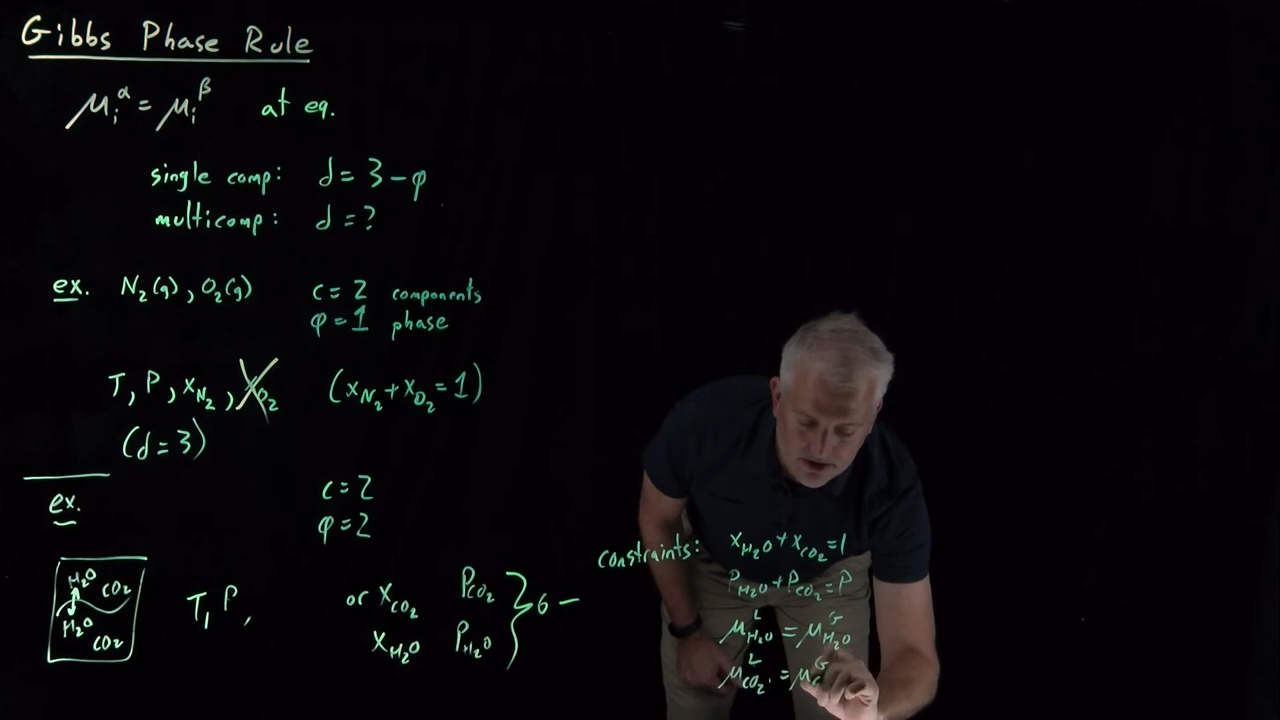 Gibbs Phase Rule
μᵢ^α = μᵢ^β at eq.
single comp: d = 3 - φ
multicomp: d = ?
ex. N₂(g), O₂(g) c = 2 components
φ = 1 phase
T, P, x_N₂, x_O₂ (x_N₂ + x_O₂ = 1)
(d = 3)
ex. c = 2
φ = 2
H₂O CO₂
H₂O CO₂
T, P,
or x_CO₂ P_CO₂
x_H₂O P_H₂O
} 6 -
constraints: x_H₂O + x_CO₂ = 1
P_H₂O + P_CO₂ = P
μ^L_H₂O = μ^G_H₂O
μ^L_CO₂ = μ^G